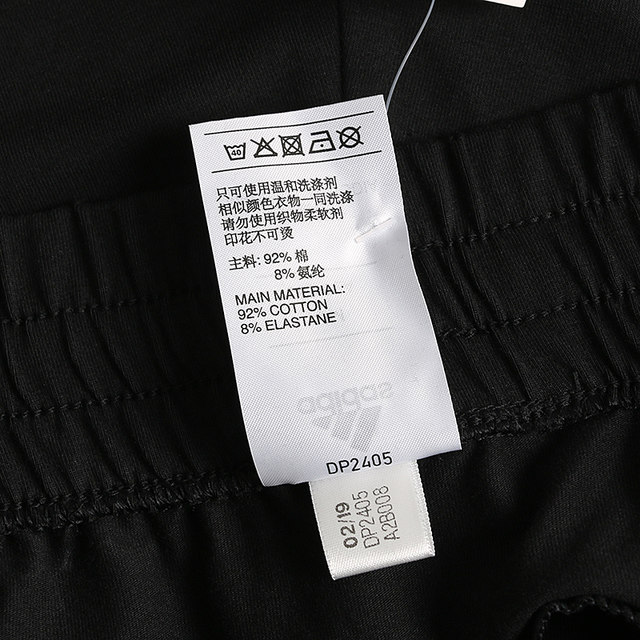 40
只可使用温和洗涤剂
相似颜色衣物一同洗涤
请勿使用织物柔软剂
印花不可烫
主料: 92% 棉
8% 氨纶
MAIN MATERIAL:
92% COTTON
8% ELASTANE
adidas
DP2405
02/19
DP2405
A2B008